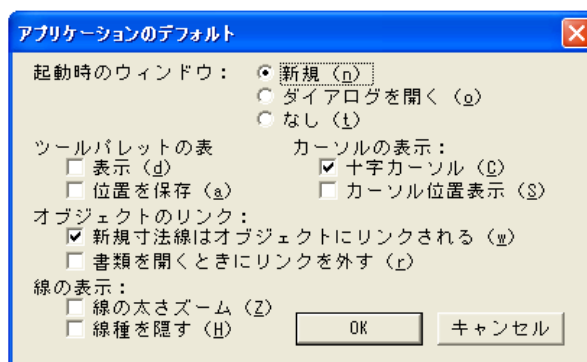 アプリケーションのデフォルト
起動時のウィンドウ： 新規 (n)
ダイアログを開く (o)
なし (t)
ツールパレットの表 カーソルの表示：
表示 (d) 十字カーソル (C)
位置を保存 (a) カーソル位置表示 (S)
オブジェクトのリンク：
新規寸法線はオブジェクトにリンクされる (w)
書類を開くときにリンクを外す (r)
線の表示：
線の太さズーム (Z)
線種を隠す (H) OK キャンセル